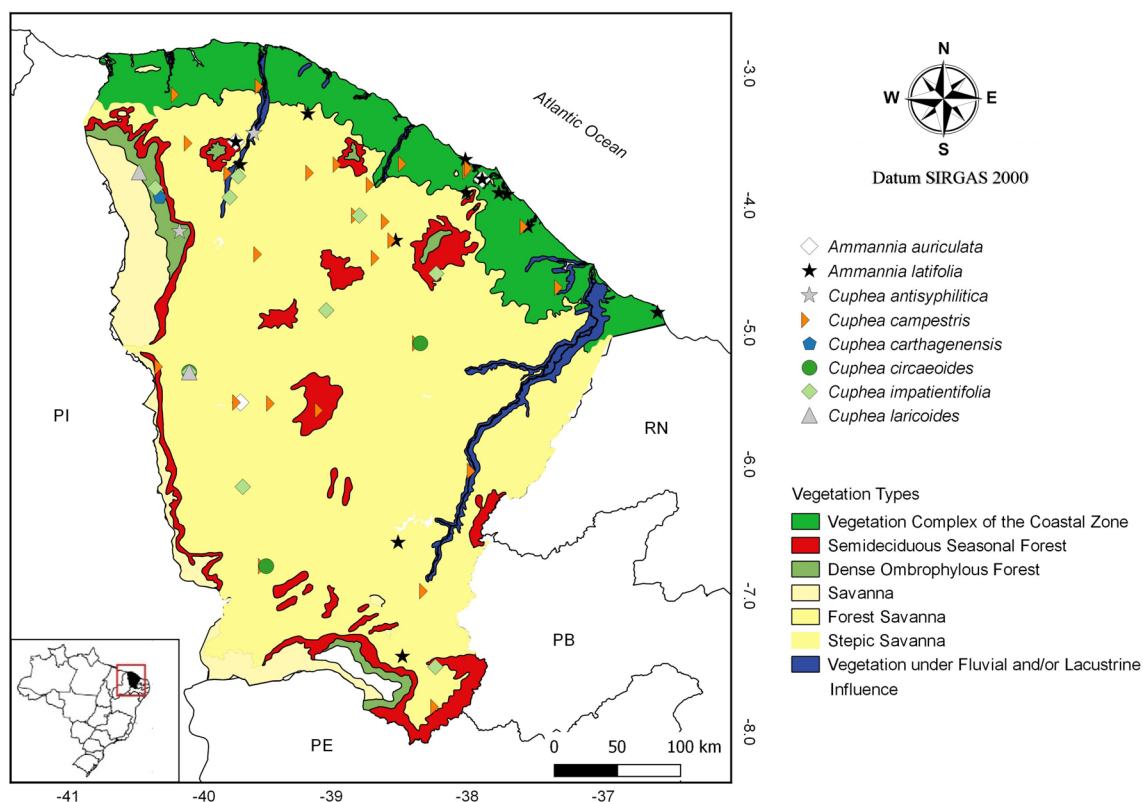 Atlantic Ocean
PI
RN
PB
PE
-3.0
-4.0
-5.0
-6.0
-7.0
-8.0
-41
-40
-39
-38
-37
0 50 100 km
N
W E
S
Datum SIRGAS 2000
Ammannia auriculata
Ammannia latifolia
Cuphea antisyphilitica
Cuphea campestris
Cuphea carthagenensis
Cuphea circaeoides
Cuphea impatientifolia
Cuphea laricoides
Vegetation Types
Vegetation Complex of the Coastal Zone
Semideciduous Seasonal Forest
Dense Ombrophylous Forest
Savanna
Forest Savanna
Stepic Savanna
Vegetation under Fluvial and/or Lacustrine
Influence